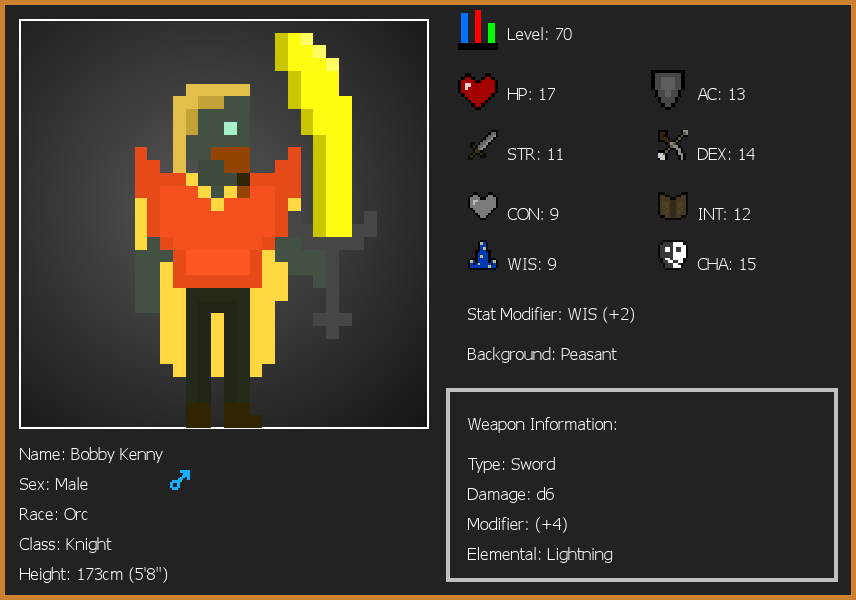 Level: 70
HP: 17
AC: 13
STR: 11
DEX: 14
CON: 9
INT: 12
WIS: 9
CHA: 15
Stat Modifier: WIS (+2)
Background: Peasant
Weapon Information:
Type: Sword
Damage: d6
Modifier: (+4)
Elemental: Lightning
Name: Bobby Kenny
Sex: Male
Race: Orc
Class: Knight
Height: 173cm (5'8")